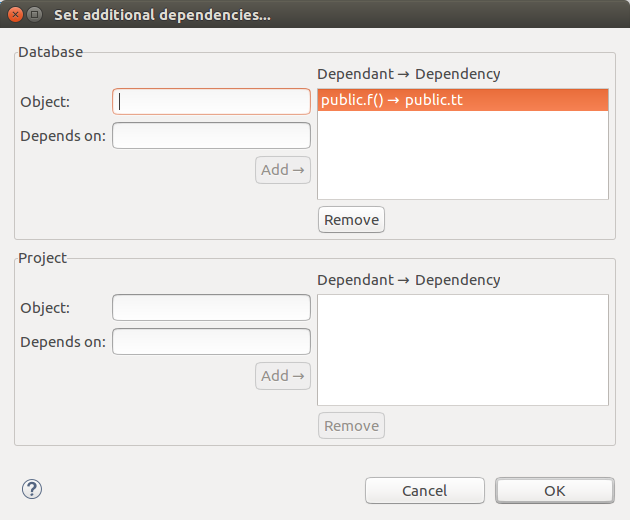 Set additional dependencies...
Database
Dependant → Dependency
Object:
public.f() → public.tt
Depends on:
Add →
Remove
Project
Dependant → Dependency
Object:
Depends on:
Add →
Remove
?
Cancel
OK